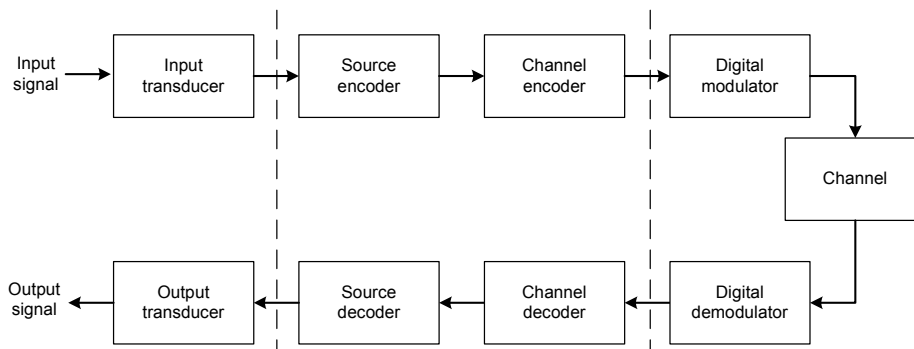 Input
signal
Input
transducer
Source
encoder
Channel
encoder
Digital
modulator
Channel
Output
signal
Output
transducer
Source
decoder
Channel
decoder
Digital
demodulator